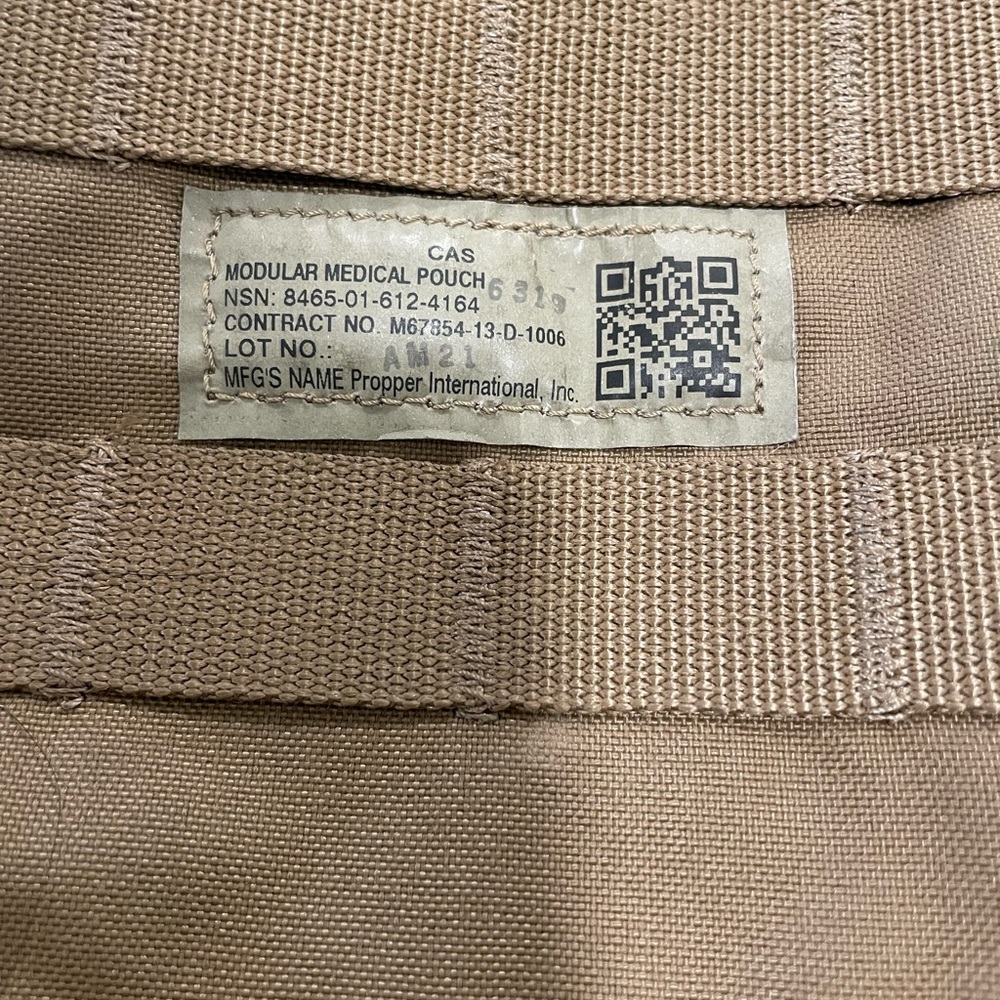 CAS
MODULAR MEDICAL POUCH 6319
NSN: 8465-01-612-4164
CONTRACT NO. M67854-13-D-1006
LOT NO.: AM21
MFG'S NAME Propper International, Inc.